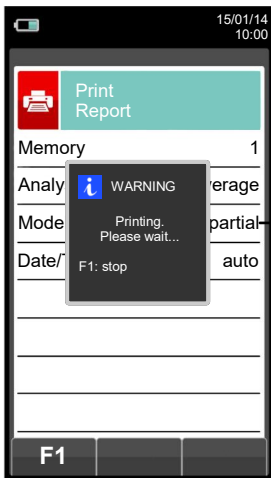 15/01/14
10:00
Print
Report
Memory 1
Analy verage
Mode partial
Date/ auto
WARNING
Printing.
Please wait...
F1: stop
F1